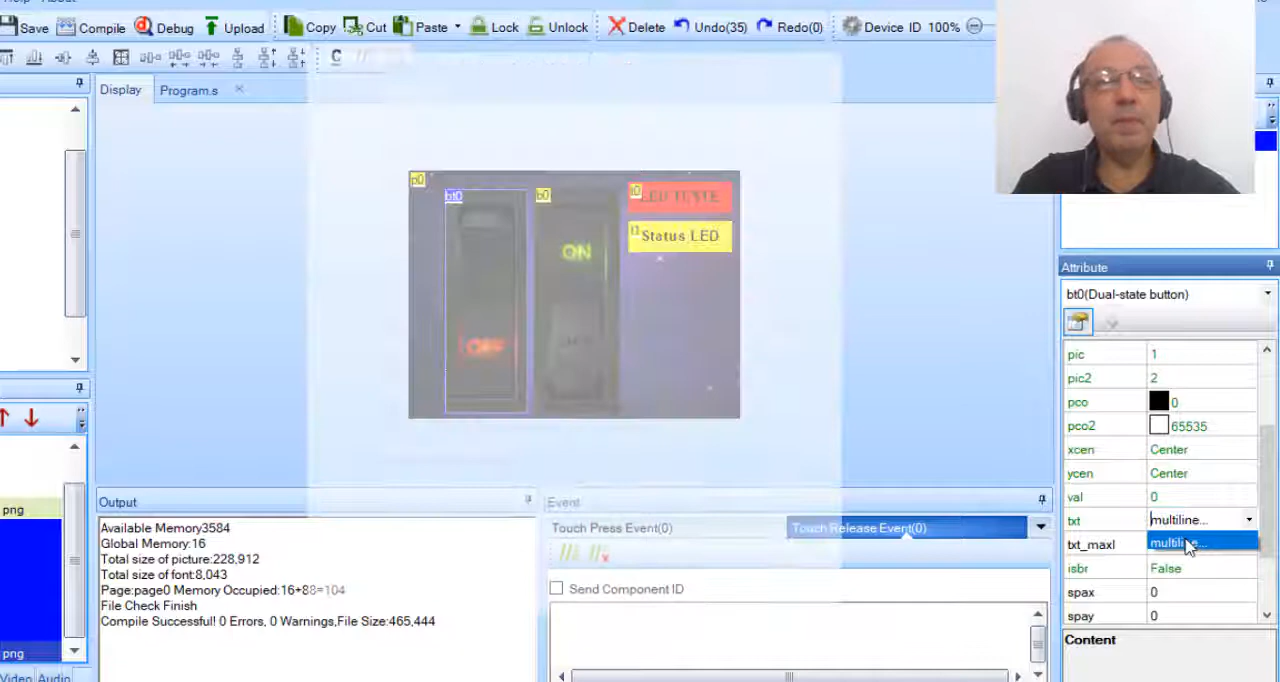 Save Compile Debug Upload Copy Cut Paste Lock Unlock Delete Undo(35) Redo(0) Device ID 100%
C
Display Program.s
p0
bt0 b0 t0
t1 Status LED
ON
OFF
png
png
Video Audio
Output
Available Memory3584
Global Memory:16
Total size of picture:228,912
Total size of font:8,043
Page:page0 Memory Occupied:16+88=104
File Check Finish
Compile Successful! 0 Errors, 0 Warnings,File Size:465,444
Event
Touch Press Event(0) Touch Release Event(0)
Send Component ID
Attribute
bt0(Dual-state button)
pic 1
pic2 2
pco 0
pco2 65535
xcen Center
ycen Center
val 0
txt multiline...
txt_maxl multiline...
isbr False
spax 0
spay 0
Content